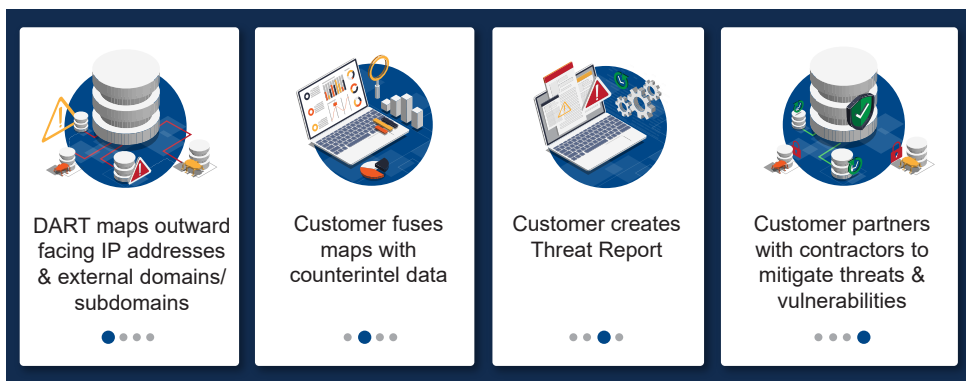 DART maps outward
facing IP addresses
& external domains/
subdomains
Customer fuses
maps with
counterintel data
Customer creates
Threat Report
Customer partners
with contractors to
mitigate threats &
vulnerabilities